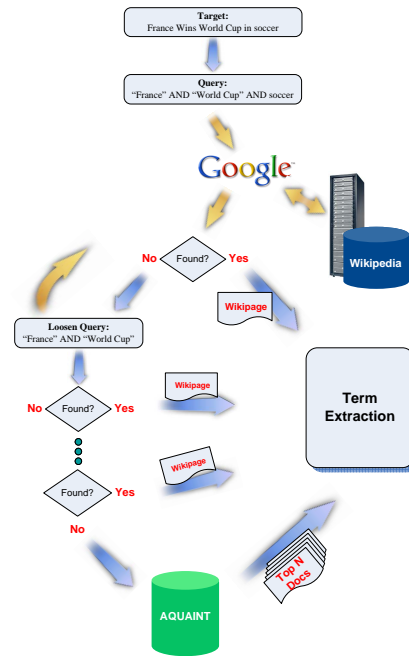 Target:
France Wins World Cup in soccer
Query:
“France” AND “World Cup” AND soccer
Google™
Wikipedia
No
Found?
Yes
Wikipage
Loosen Query:
“France” AND “World Cup”
Term
Extraction
No
Found?
Yes
Wikipage
Found?
Yes
Wikipage
No
Top N
Docs
AQUAINT